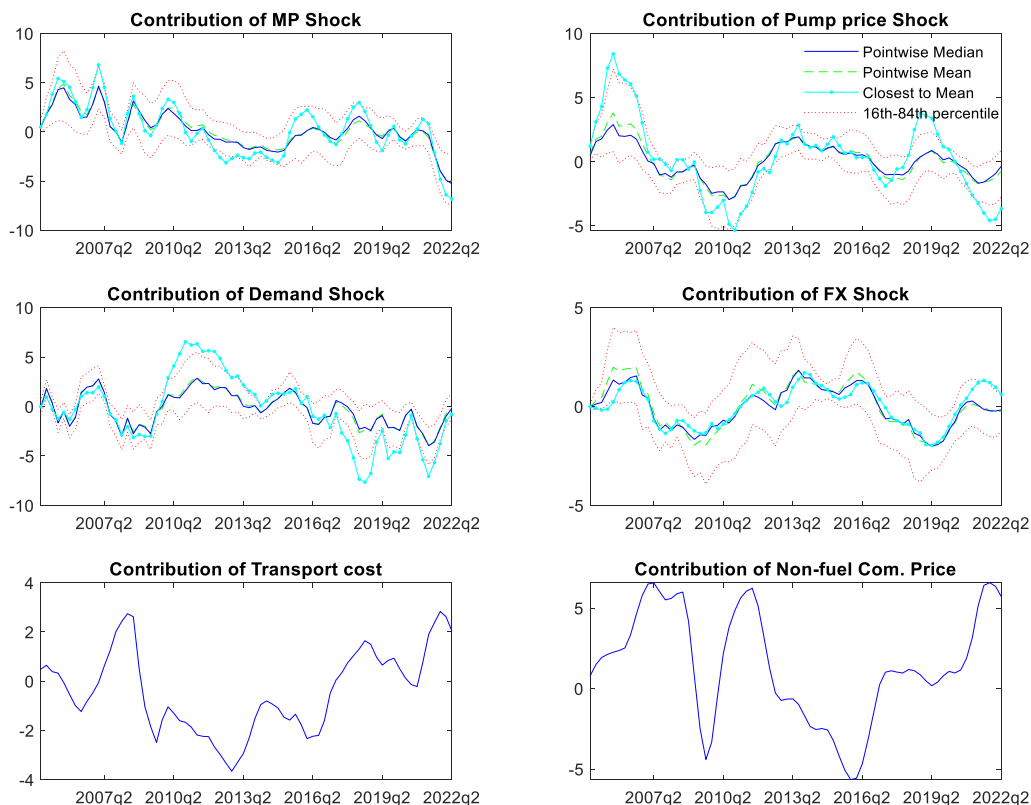 Contribution of MP Shock
10
5
0
-5
-10
2007q2 2010q2 2013q2 2016q2 2019q2 2022q2
Contribution of Pump price Shock
10
5
0
-5
Pointwise Median
Pointwise Mean
Closest to Mean
16th-84th percentile
2007q2 2010q2 2013q2 2016q2 2019q2 2022q2
Contribution of Demand Shock
10
5
0
-5
-10
2007q2 2010q2 2013q2 2016q2 2019q2 2022q2
Contribution of FX Shock
5
0
-5
2007q2 2010q2 2013q2 2016q2 2019q2 2022q2
Contribution of Transport cost
4
2
0
-2
-4
2007q2 2010q2 2013q2 2016q2 2019q2 2022q2
Contribution of Non-fuel Com. Price
5
0
-5
2007q2 2010q2 2013q2 2016q2 2019q2 2022q2